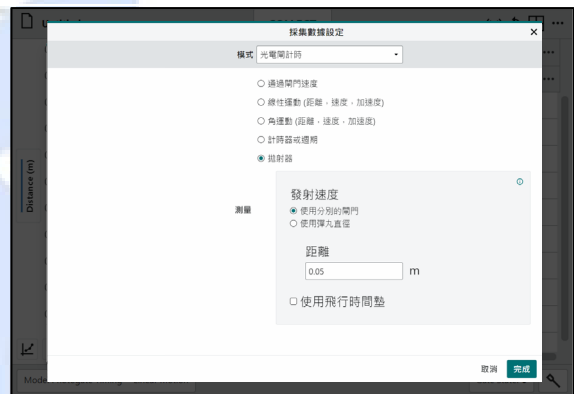 採集數據設定
模式 光電閘計時
通過閘門速度
線性運動 (距離，速度，加速度)
角運動 (距離，速度，加速度)
計時器或週期
拋射器
測量
發射速度
使用分別的閘門
使用彈丸直徑
距離
0.05 m
使用飛行時間墊
Distance (m)
取消 完成